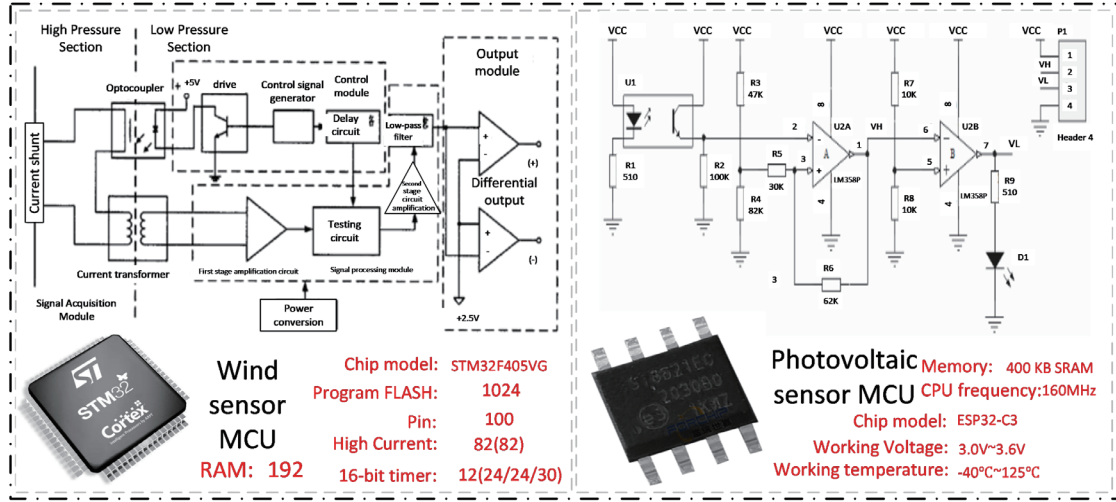 High Pressure
Section
Low Pressure
Section
Optocoupler
+
+5V
drive
Control signal
generator
Control
module
Delay
circuit
Low-pass
filter
Output
module
+
-
(+)
Differential
output
+
-
(-)
+2.5V
Current shunt
Second
stage
circuit
amplification
Testing
circuit
Current transformer
First stage amplification circuit
Signal processing module
Signal Acquisition
Module
Power
conversion
ST
STM32
Cortex
Wind
sensor
MCU
RAM: 192
Chip model: STM32F405VG
Program FLASH: 1024
Pin: 100
High Current: 82(82)
16-bit timer: 12(24/24/30)
VCC
VCC
VCC
VCC
VCC
VCC
VCC
P1
1
VH
2
VL
3
4
Header 4
U1
R3
47K
R7
10K
8
U2A
8
U2B
2
-
A
1
VH
6
-
B
7
VL
3
+
5
+
LM358P
LM358P
4
4
R1
510
R2
100K
R5
30K
R4
82K
R8
10K
R9
510
D1
3
R6
62K
Photovoltaic
sensor MCU
Memory: 400 KB SRAM
CPU frequency:160MHz
Chip model: ESP32-C3
Working Voltage: 3.0V~3.6V
Working temperature: -40°C~125°C